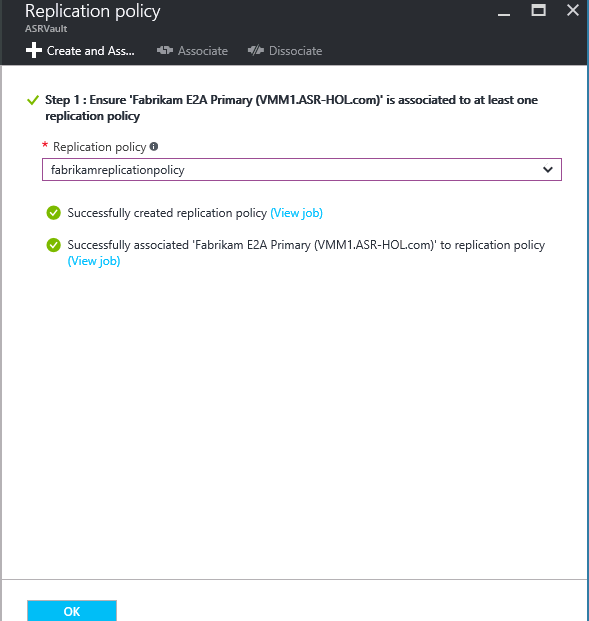 Replication policy
ASRVault
Create and Ass... Associate Dissociate
Step 1 : Ensure 'Fabrikam E2A Primary (VMM1.ASR-HOL.com)' is associated to at least one
replication policy
* Replication policy
fabrikamreplicationpolicy
Successfully created replication policy (View job)
Successfully associated 'Fabrikam E2A Primary (VMM1.ASR-HOL.com)' to replication policy
(View job)
OK